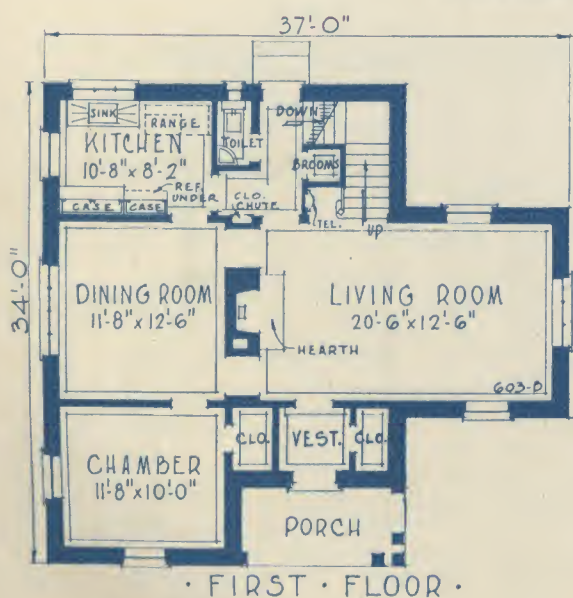 37'-0"
34'-0"
SINK
RANGE
KITCHEN
10'-8" x 8'-2"
REF.
UNDER
CASE
CASE
TOILET
DOWN
BROOMS
CLO.
CHUTE
TEL.
UP
DINING ROOM
11'-8" x 12'-6"
LIVING ROOM
20'-6" x 12'-6"
HEARTH
603-B
CLO.
VEST.
CLO.
CHAMBER
11'-8" x 10'-0"
PORCH
· FIRST · FLOOR ·